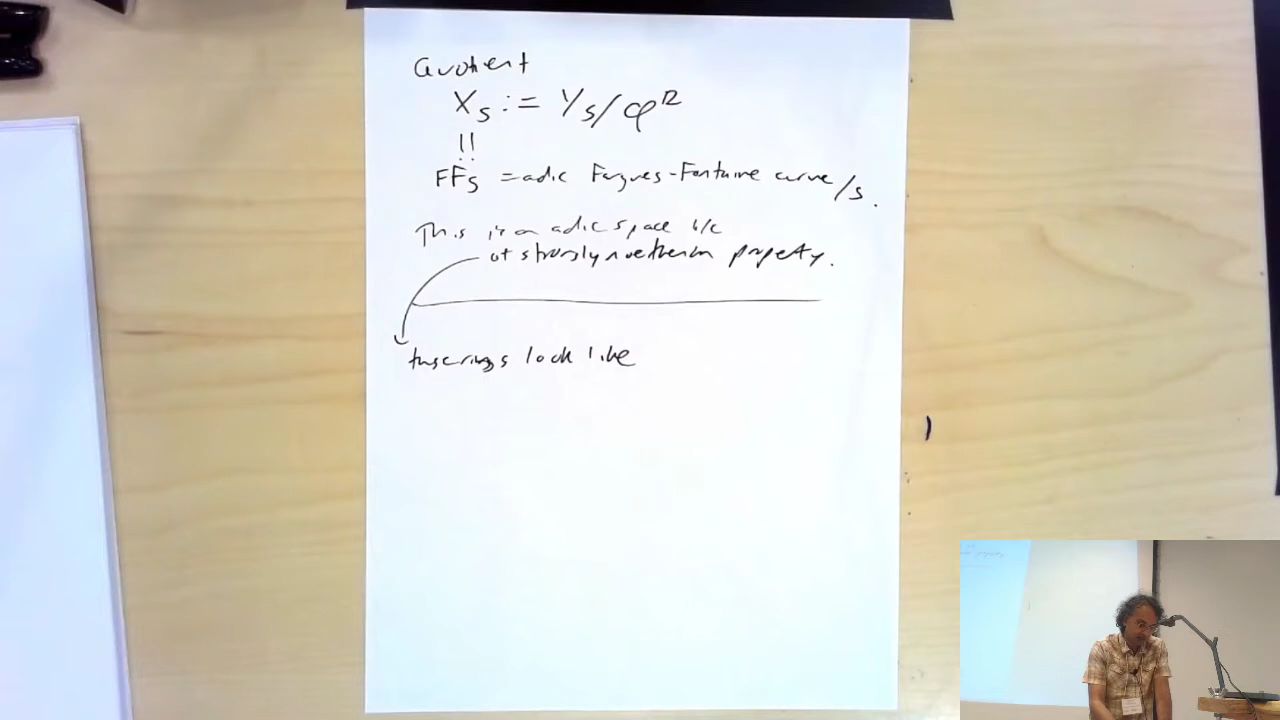 Quotient
X_S := Y_S/φ^ℤ
!!
FF_S = adic Fargues-Fontaine curve/S.
This is an adic space b/c
of strongly noetherian property.
these rings look like